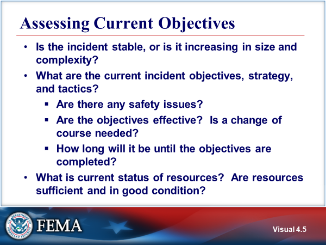 Assessing Current Objectives
• Is the incident stable, or is it increasing in size and
complexity?
• What are the current incident objectives, strategy,
and tactics?
▪ Are there any safety issues?
▪ Are the objectives effective? Is a change of
course needed?
▪ How long will it be until the objectives are
completed?
• What is current status of resources? Are resources
sufficient and in good condition?
FEMA
Visual 4.5